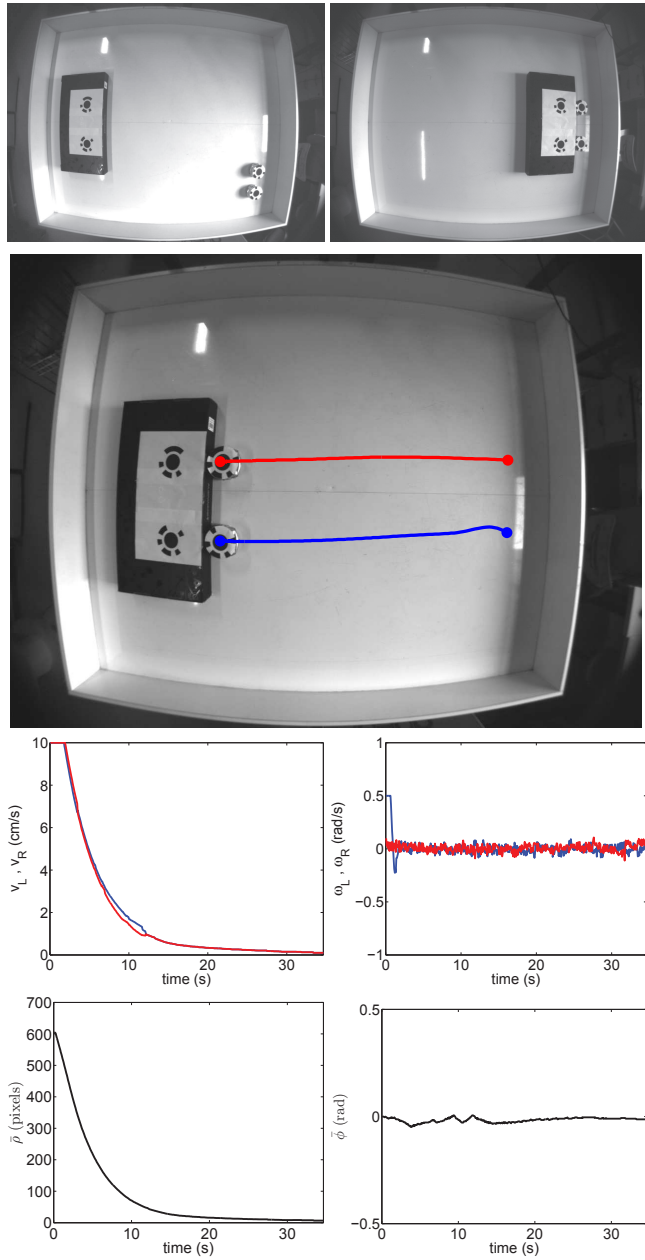 10
8
6
4
2
0
v_L , v_R (cm/s)
0 10 20 30
time (s)
1
0.5
0
−0.5
−1
ω_L , ω_R (rad/s)
0 10 20 30
time (s)
700
600
500
400
300
200
100
0
ρ̄ (pixels)
0 10 20 30
time (s)
0.5
0
−0.5
φ̄ (rad)
0 10 20 30
time (s)